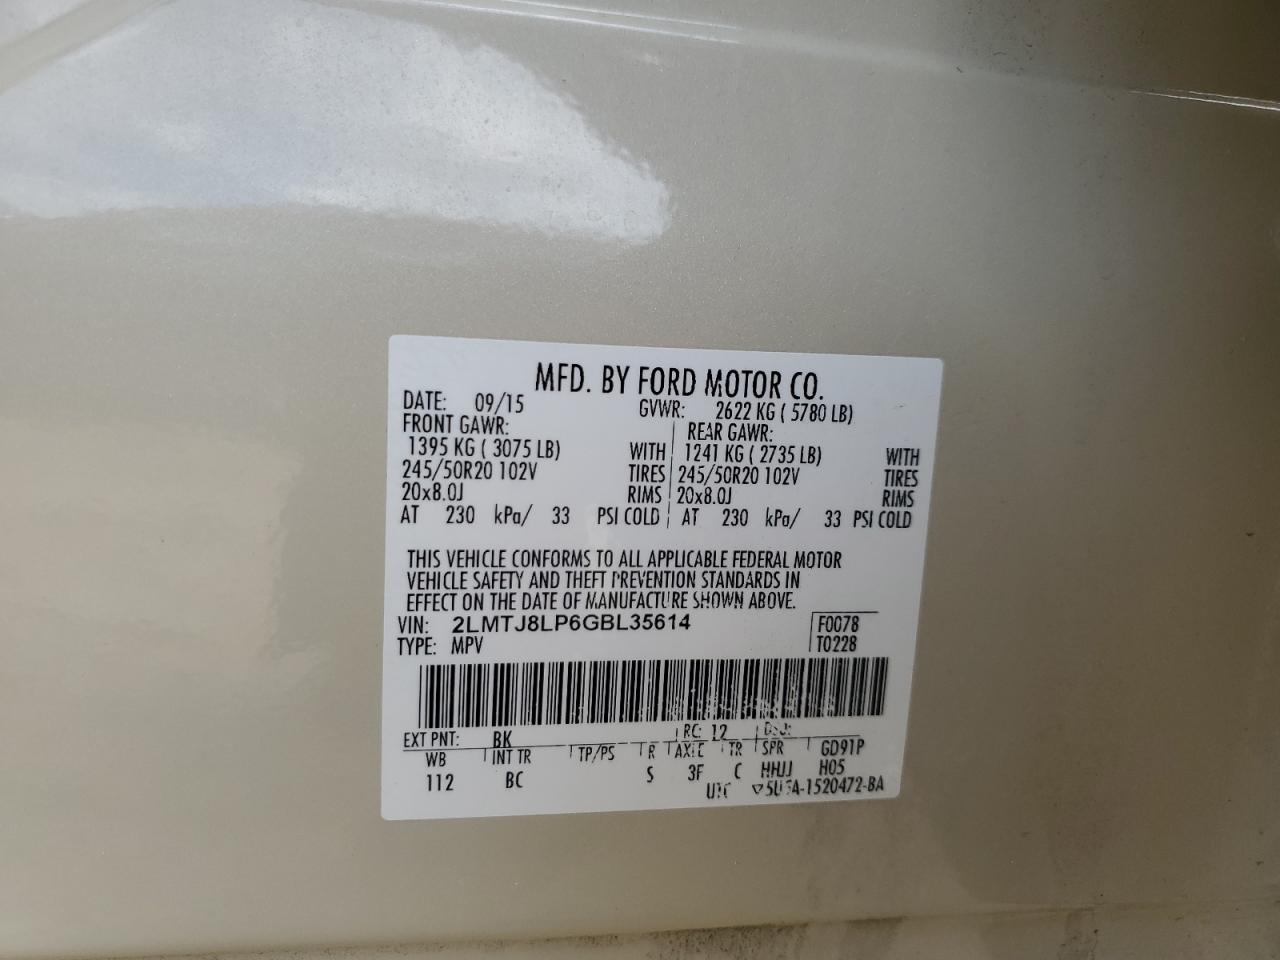 MFD. BY FORD MOTOR CO.
DATE: 09/15 GVWR: 2622 KG ( 5780 LB)
FRONT GAWR: REAR GAWR:
1395 KG ( 3075 LB) WITH 1241 KG ( 2735 LB) WITH
245/50R20 102V TIRES 245/50R20 102V TIRES
20x8.0J RIMS 20x8.0J RIMS
AT 230 kPa/ 33 PSI COLD AT 230 kPa/ 33 PSI COLD
THIS VEHICLE CONFORMS TO ALL APPLICABLE FEDERAL MOTOR
VEHICLE SAFETY AND THEFT PREVENTION STANDARDS IN
EFFECT ON THE DATE OF MANUFACTURE SHOWN ABOVE.
VIN: 2LMTJ8LP6GBL35614 F0078
TYPE: MPV T0228
EXT PNT: BK RC: 12 DSO:
WB INT TR TP/PS R AXLE TR SPR GD91P
112 BC S 3F C HHJJ H05
▽